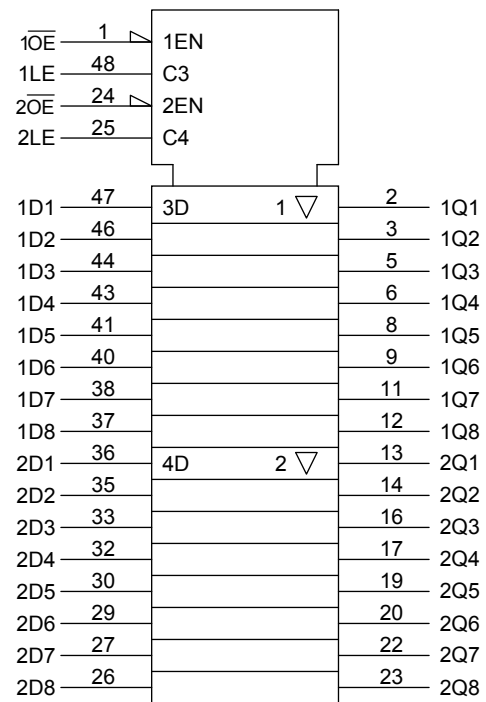 1O̅E̅ 1 1EN
1LE 48 C3
2O̅E̅ 24 2EN
2LE 25 C4
1D1 47 3D 1 ▽ 2 1Q1
1D2 46 3 1Q2
1D3 44 5 1Q3
1D4 43 6 1Q4
1D5 41 8 1Q5
1D6 40 9 1Q6
1D7 38 11 1Q7
1D8 37 12 1Q8
2D1 36 4D 2 ▽ 13 2Q1
2D2 35 14 2Q2
2D3 33 16 2Q3
2D4 32 17 2Q4
2D5 30 19 2Q5
2D6 29 20 2Q6
2D7 27 22 2Q7
2D8 26 23 2Q8